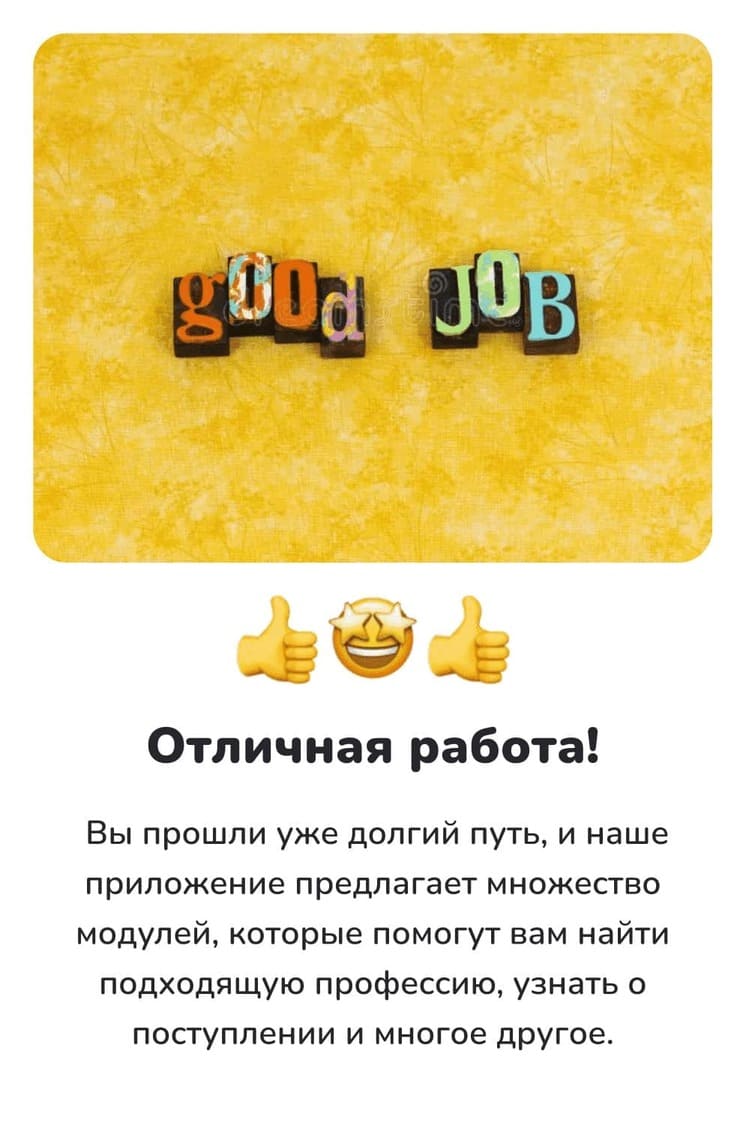 good JOB
👍🤩👍
Отличная работа!
Вы прошли уже долгий путь, и наше
приложение предлагает множество
модулей, которые помогут вам найти
подходящую профессию, узнать о
поступлении и многое другое.